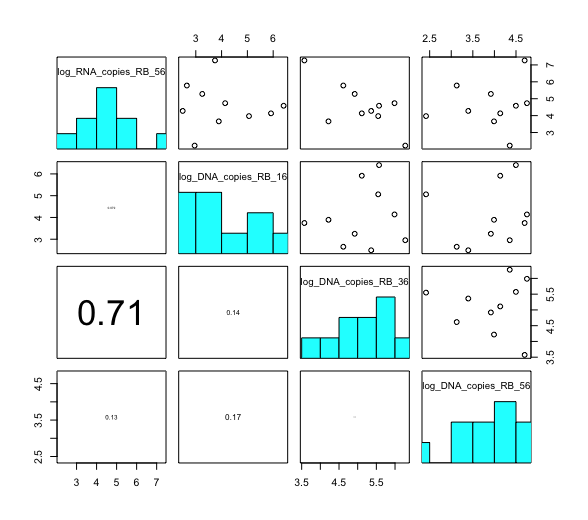 3 4 5 6 2.5 3.5 4.5
log_RNA_copies_RB_56
3 4 5 6 7
3 4 5 6
log_DNA_copies_RB_16
0.71
0.14
log_DNA_copies_RB_36
3.5 4.5 5.5
2.5 3.5 4.5
0.13
0.17
log_DNA_copies_RB_56
3 4 5 6 7 3.5 4.5 5.5